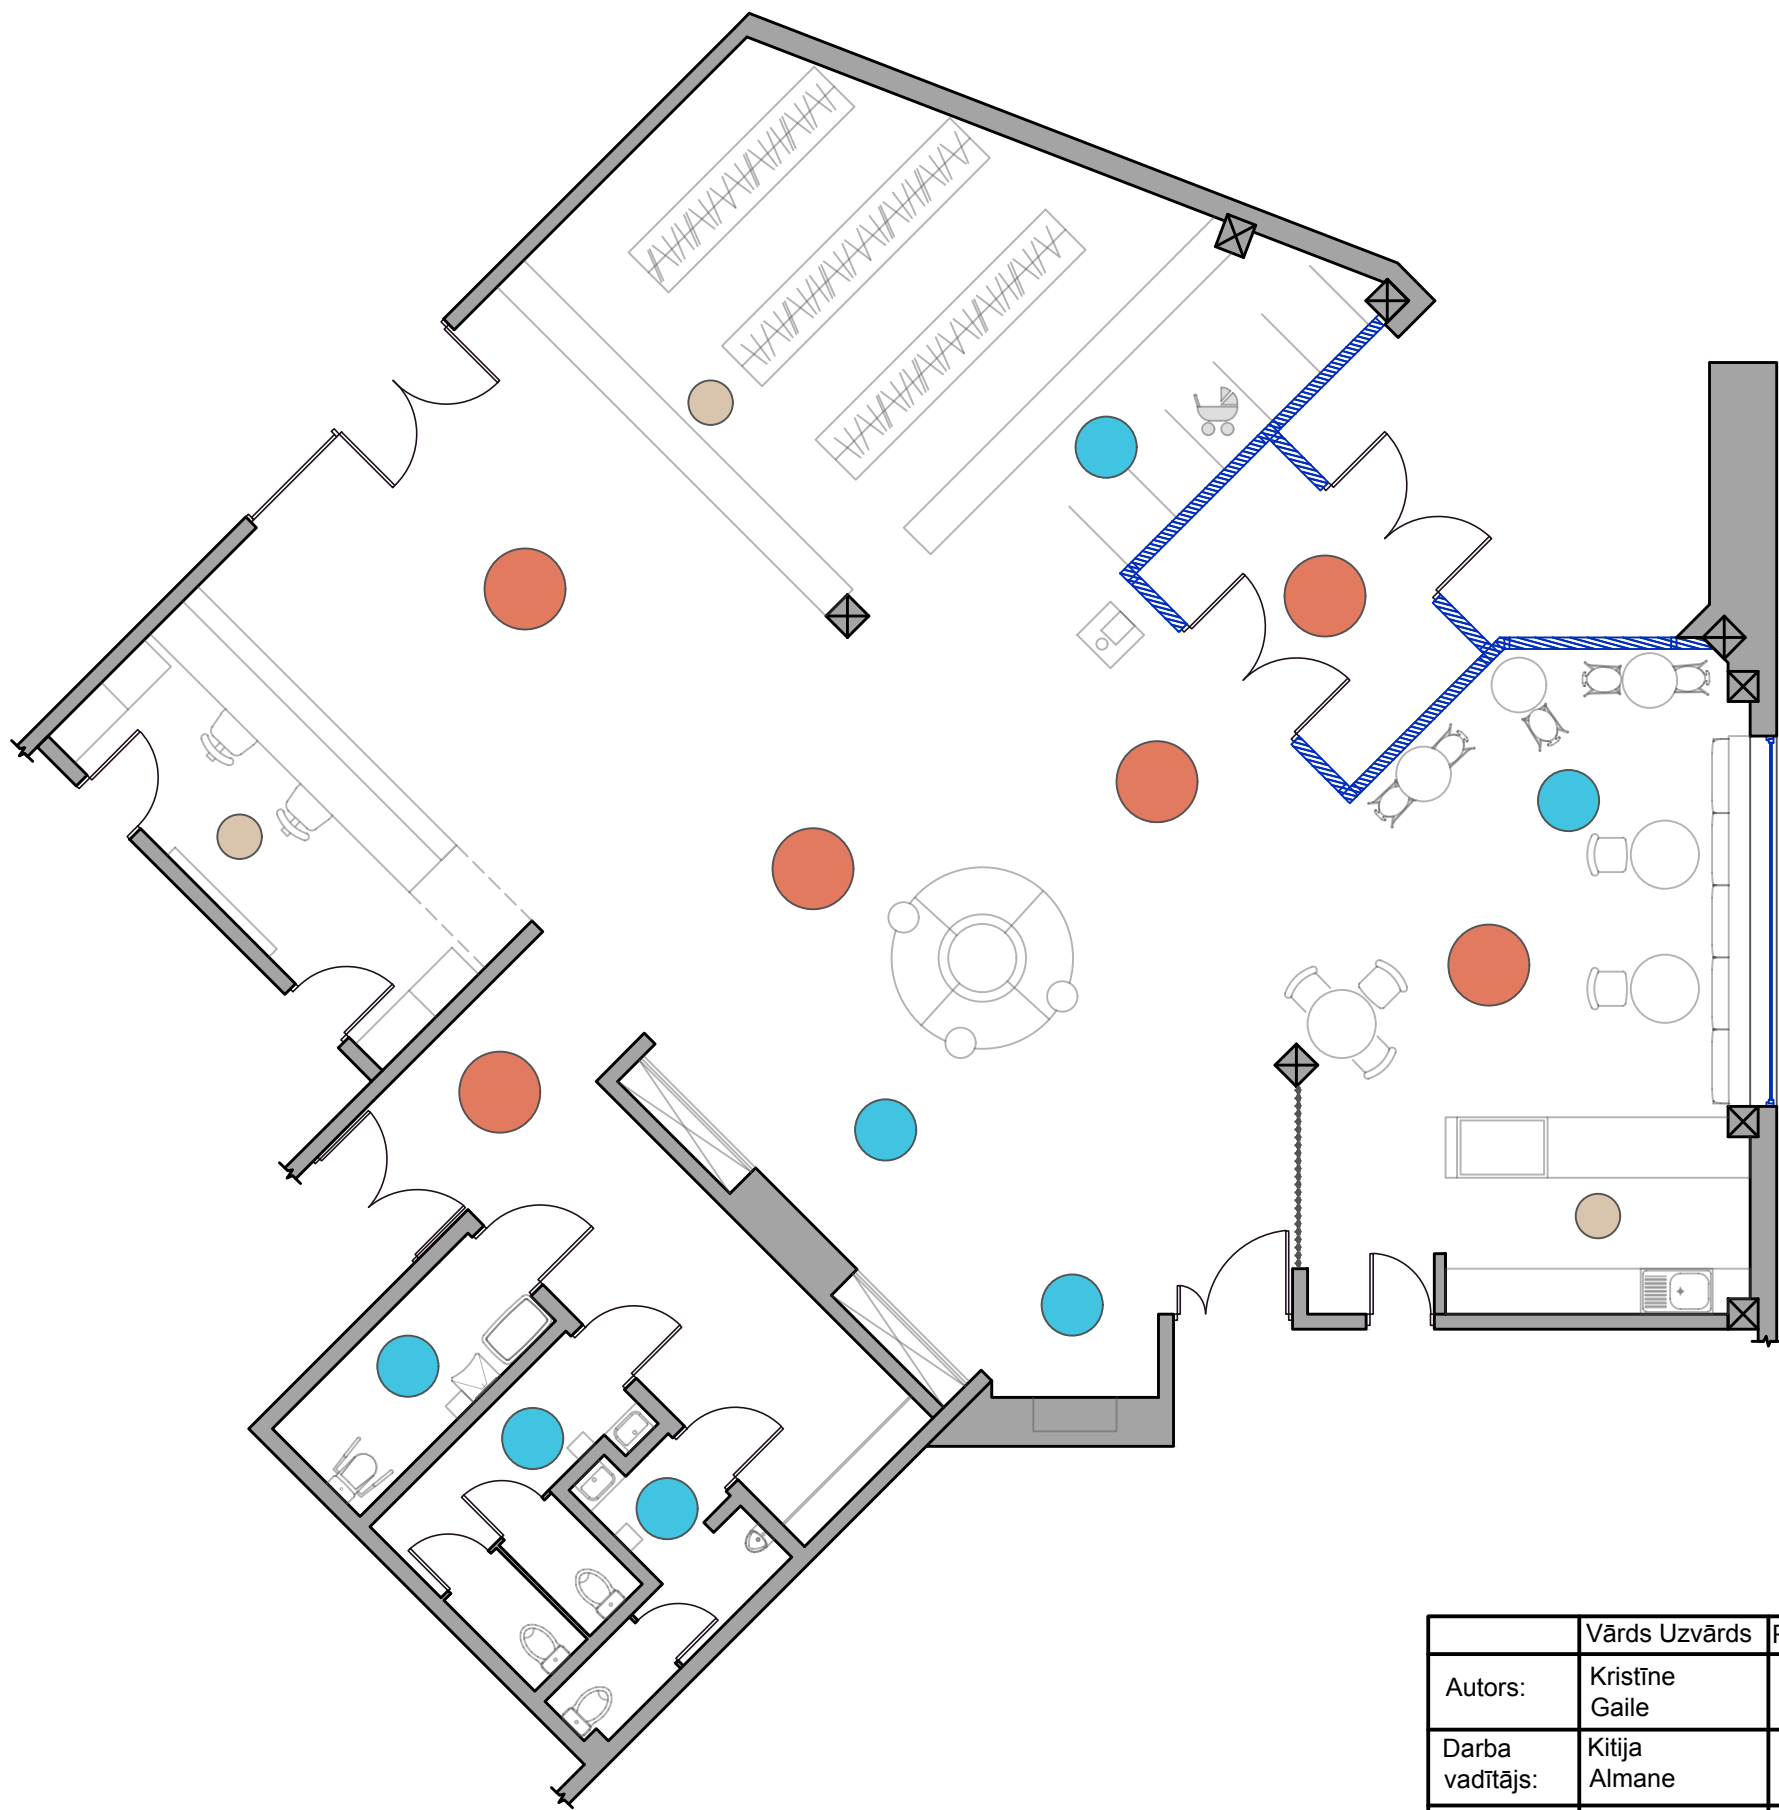 Vārds Uzvārds
Autors:
Kristīne
Gaile
Darba
vadītājs:
Kitija
Almane